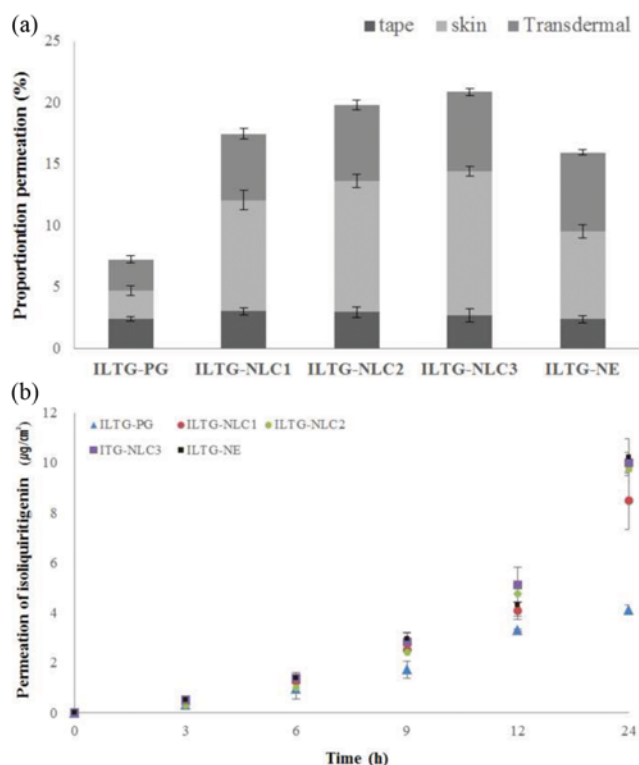 (a)
tape skin Transdermal
Proportiontion permeation (%)
25
20
15
10
5
0
ILTG-PG ILTG-NLC1 ILTG-NLC2 ILTG-NLC3 ILTG-NE
(b)
Permeation of isoliquiritigenin (μg/㎠)
12
10
8
6
4
2
0
ILTG-PG ILTG-NLC1 ILTG-NLC2
ITG-NLC3 ILTG-NE
0 3 6 9 12 24
Time (h)